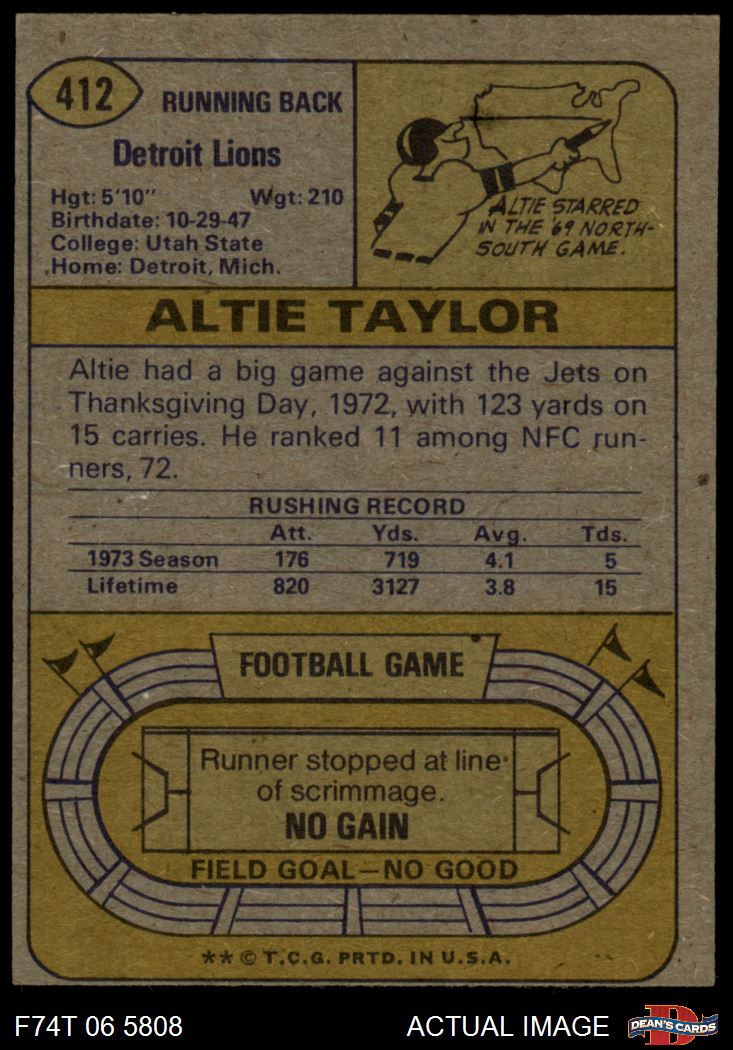 412
RUNNING BACK
Detroit Lions
Hgt: 5'10" Wgt: 210
Birthdate: 10-29-47
College: Utah State
Home: Detroit, Mich.
ALTIE STARRED
IN THE '69 NORTH-
SOUTH GAME.
ALTIE TAYLOR
Altie had a big game against the Jets on
Thanksgiving Day, 1972, with 123 yards on
15 carries. He ranked 11 among NFC run-
ners, 72.
RUSHING RECORD
Att. Yds. Avg. Tds.
1973 Season 176 719 4.1 5
Lifetime 820 3127 3.8 15
FOOTBALL GAME
Runner stopped at line
of scrimmage.
NO GAIN
FIELD GOAL—NO GOOD
** © T.C.G. PRTD. IN U.S.A.
F74T 06 5808 ACTUAL IMAGE
DEAN'S CARDS